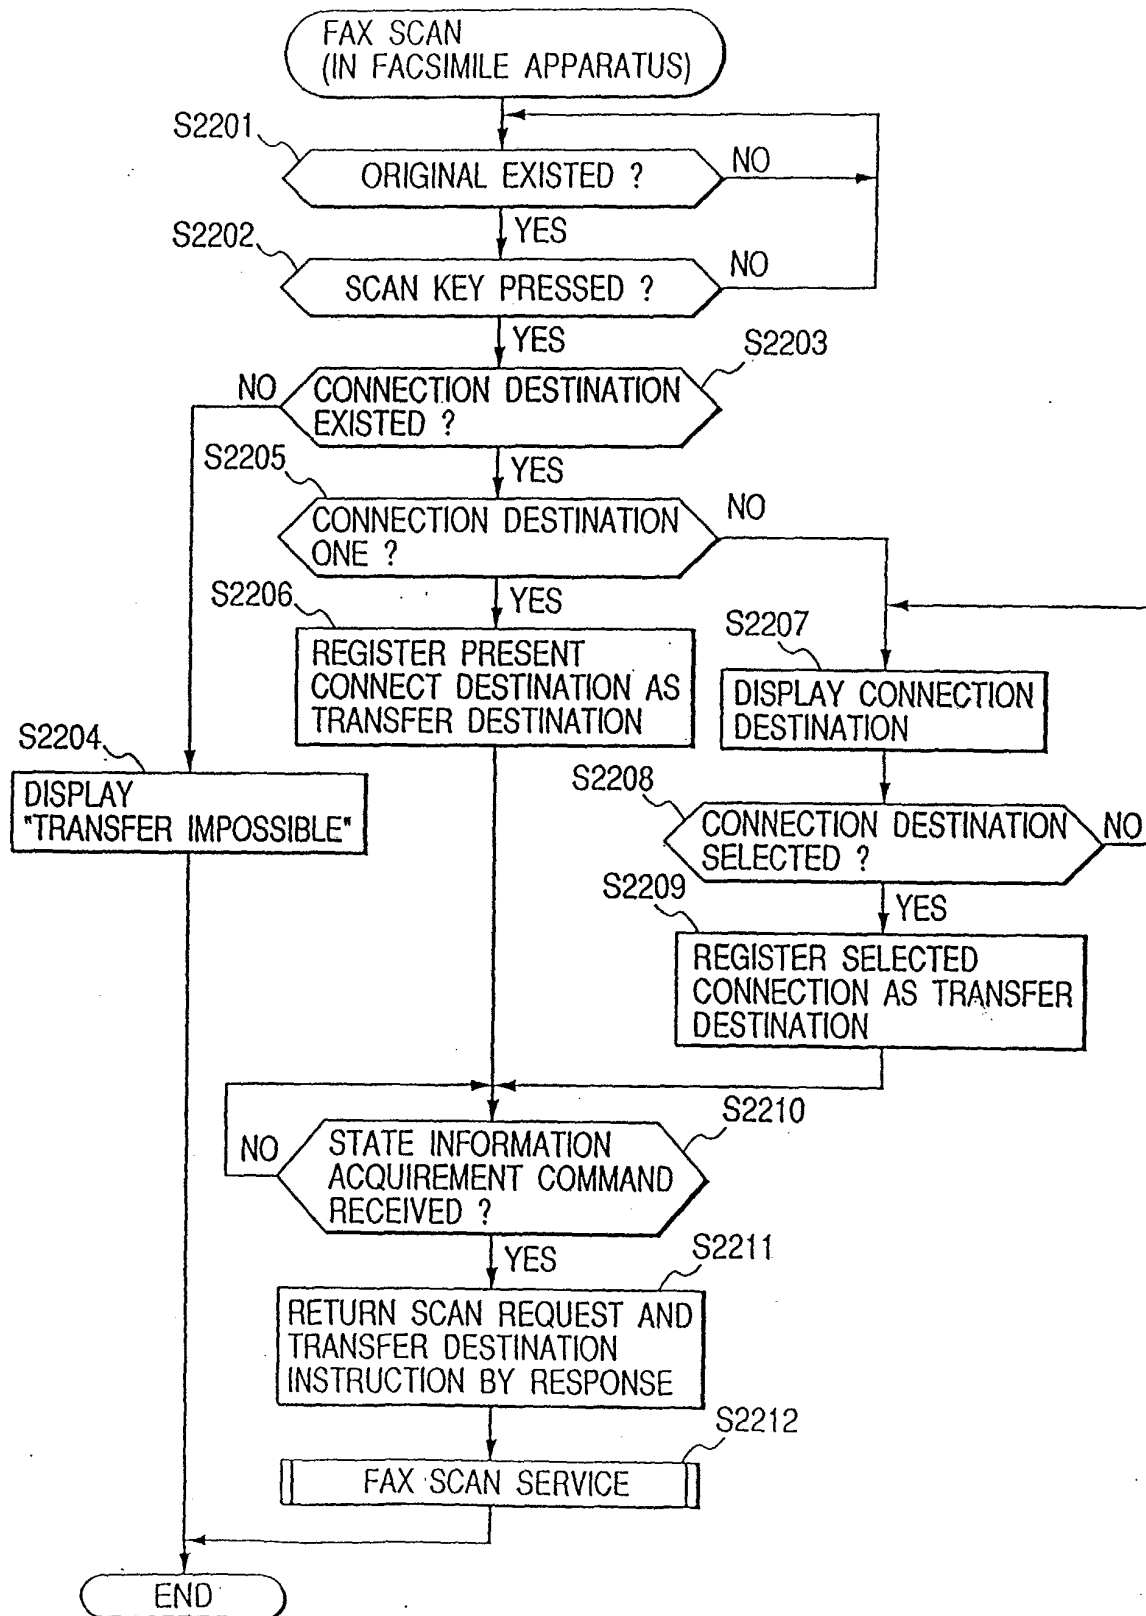 FAX SCAN
(IN FACSIMILE APPARATUS)
S2201
ORIGINAL EXISTED ?
NO
YES
S2202
SCAN KEY PRESSED ?
NO
YES
S2203
NO
CONNECTION DESTINATION
EXISTED ?
YES
S2205
CONNECTION DESTINATION
ONE ?
NO
YES
S2206
REGISTER PRESENT
CONNECT DESTINATION AS
TRANSFER DESTINATION
S2207
DISPLAY CONNECTION
DESTINATION
S2204
DISPLAY
"TRANSFER IMPOSSIBLE"
S2208
CONNECTION DESTINATION
SELECTED ?
NO
YES
S2209
REGISTER SELECTED
CONNECTION AS TRANSFER
DESTINATION
S2210
NO
STATE INFORMATION
ACQUIREMENT COMMAND
RECEIVED ?
YES
S2211
RETURN SCAN REQUEST AND
TRANSFER DESTINATION
INSTRUCTION BY RESPONSE
S2212
FAX SCAN SERVICE
END